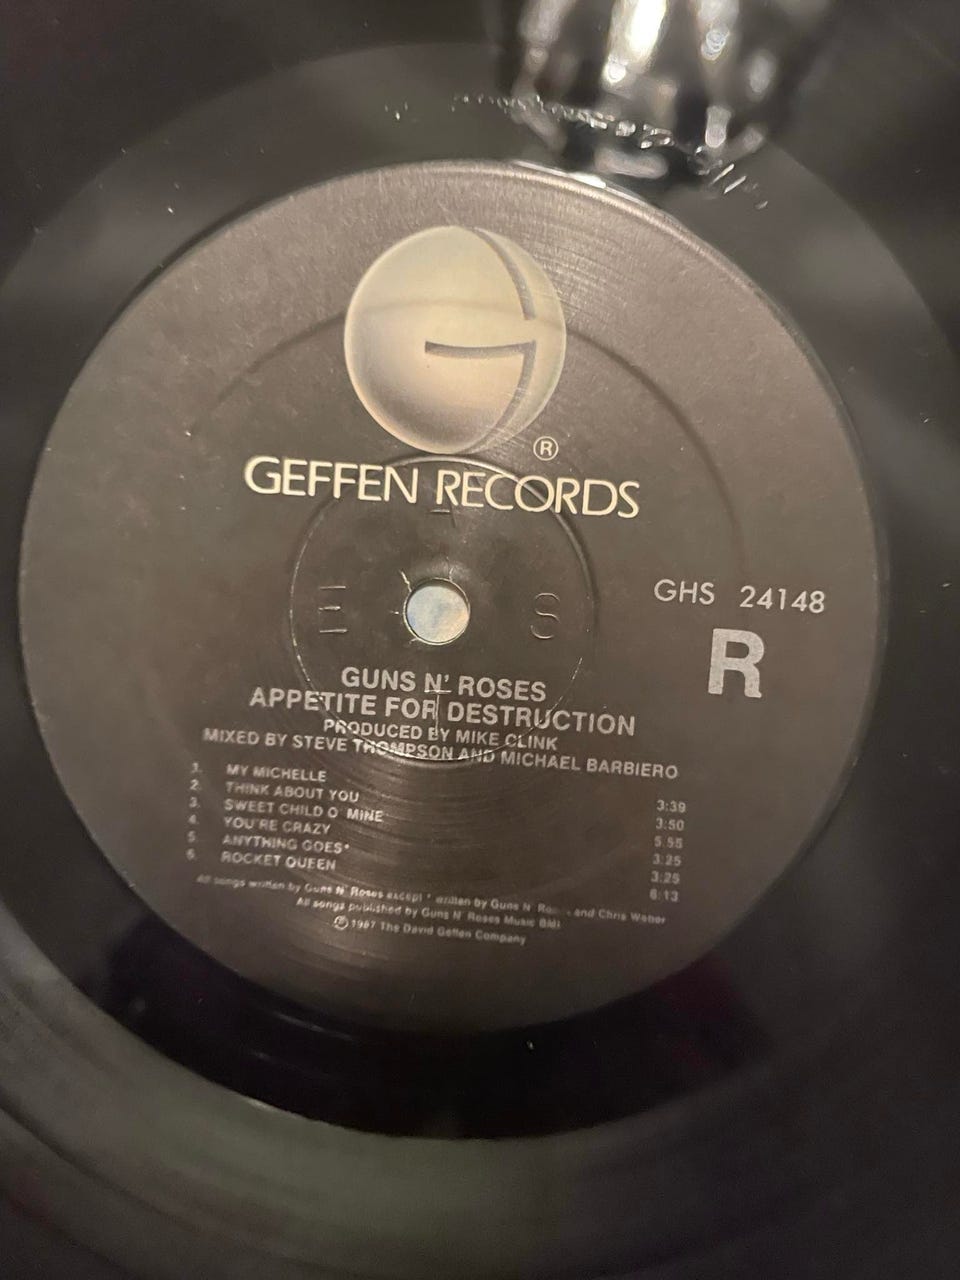 ®
GEFFEN RECORDS
A
E S
T
GHS 24148
R
GUNS N' ROSES
APPETITE FOR DESTRUCTION
PRODUCED BY MIKE CLINK
MIXED BY STEVE THOMPSON AND MICHAEL BARBIERO
1. MY MICHELLE 3:39
2. THINK ABOUT YOU 3:50
3. SWEET CHILD O' MINE 5:55
4. YOU'RE CRAZY 3:25
5. ANYTHING GOES* 3:25
6. ROCKET QUEEN 6:13
All songs written by Guns N' Roses except * written by Guns N' Roses and Chris Weber
All songs published by Guns N' Roses Music BMI
℗ 1987 The David Geffen Company